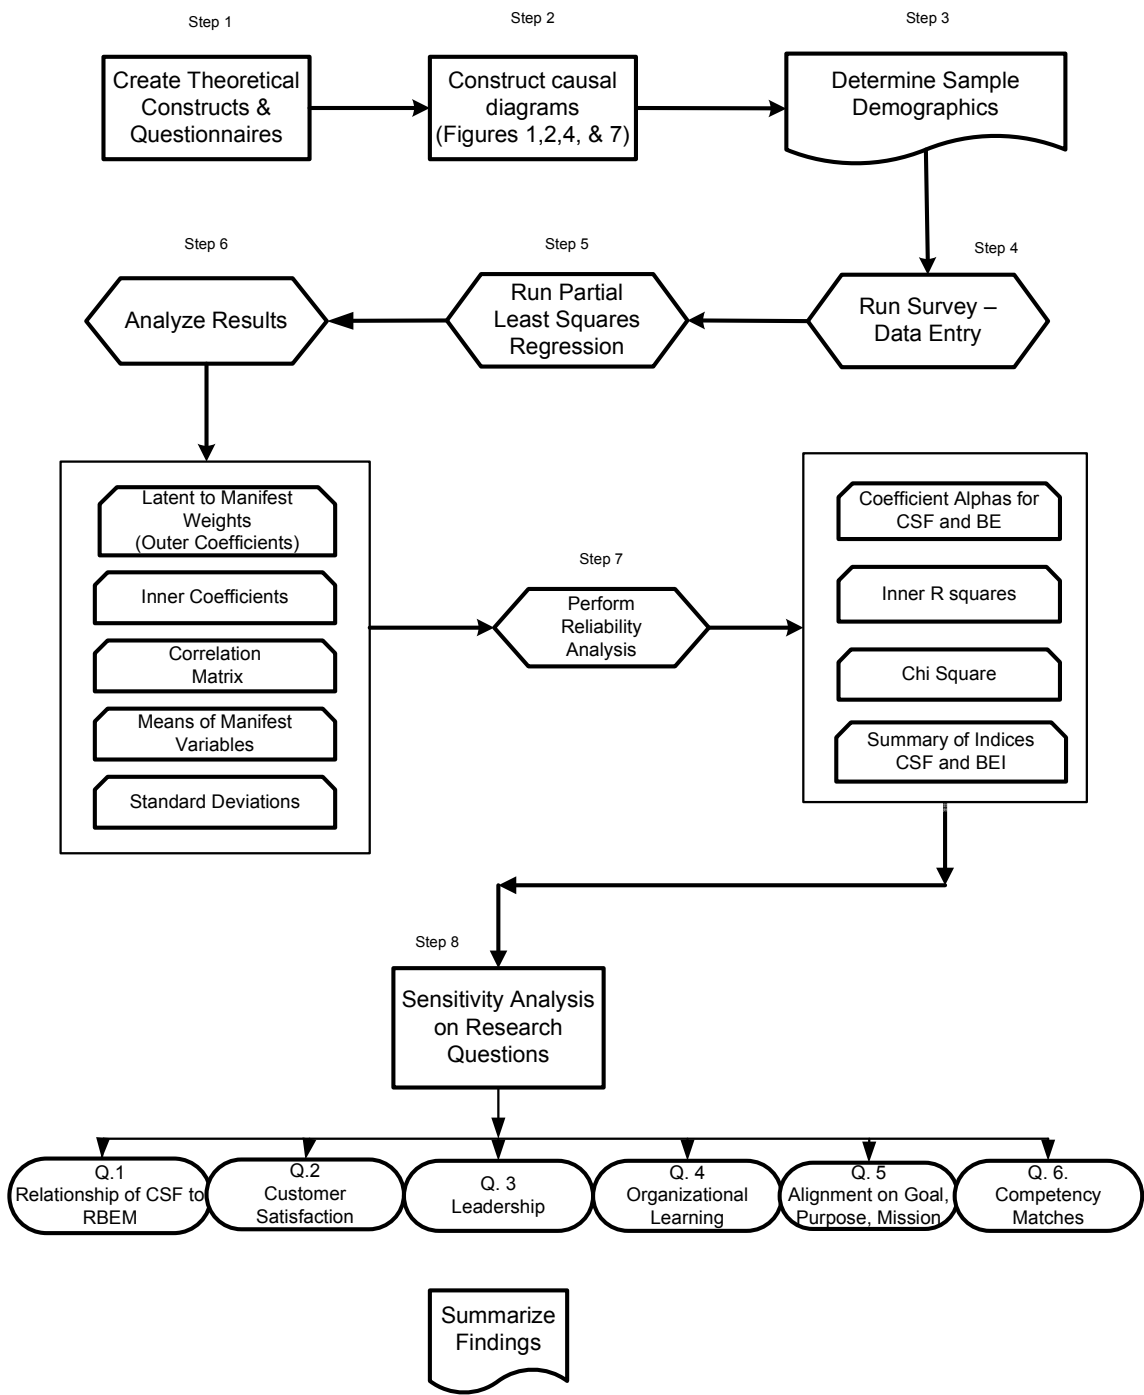 Step 1
Step 2
Step 3
Create Theoretical
Constructs &
Questionnaires
Construct causal
diagrams
(Figures 1,2,4, & 7)
Determine Sample
Demographics
Step 6
Step 5
Step 4
Analyze Results
Run Partial
Least Squares
Regression
Run Survey –
Data Entry
Latent to Manifest
Weights
(Outer Coefficients)
Inner Coefficients
Correlation
Matrix
Means of Manifest
Variables
Standard Deviations
Step 7
Perform
Reliability
Analysis
Coefficient Alphas for
CSF and BE
Inner R squares
Chi Square
Summary of Indices
CSF and BEI
Step 8
Sensitivity Analysis
on Research
Questions
Q.1
Relationship of CSF to
RBEM
Q.2
Customer
Satisfaction
Q. 3
Leadership
Q. 4
Organizational
Learning
Q. 5
Alignment on Goal,
Purpose, Mission
Q. 6.
Competency
Matches
Summarize
Findings